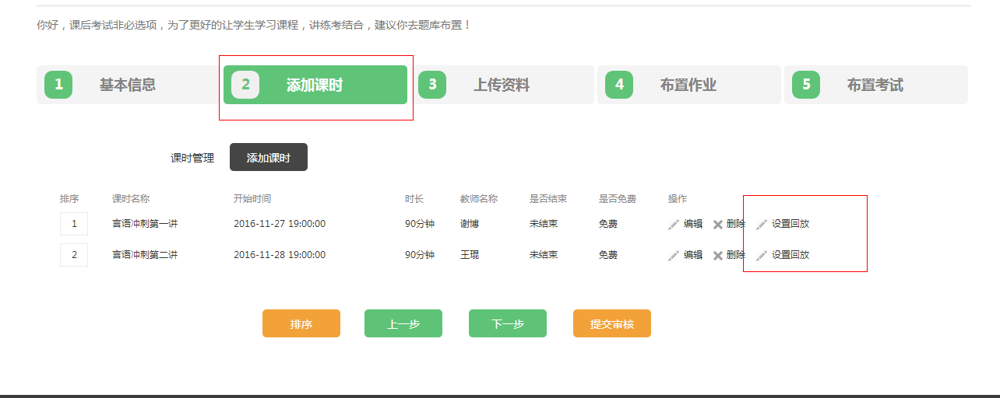 你好，课后考试非必选项，为了更好的让学生学习课程，讲练考结合，建议你去题库布置！
1 基本信息 2 添加课时 3 上传资料 4 布置作业 5 布置考试
课时管理 添加课时
排序 课时名称 开始时间 时长 教师名称 是否结束 是否免费 操作
1 言语冲刺第一讲 2016-11-27 19:00:00 90分钟 谢博 未结束 免费 编辑 删除 设置回放
2 言语冲刺第二讲 2016-11-28 19:00:00 90分钟 王琨 未结束 免费 编辑 删除 设置回放
排序 上一步 下一步 提交审核